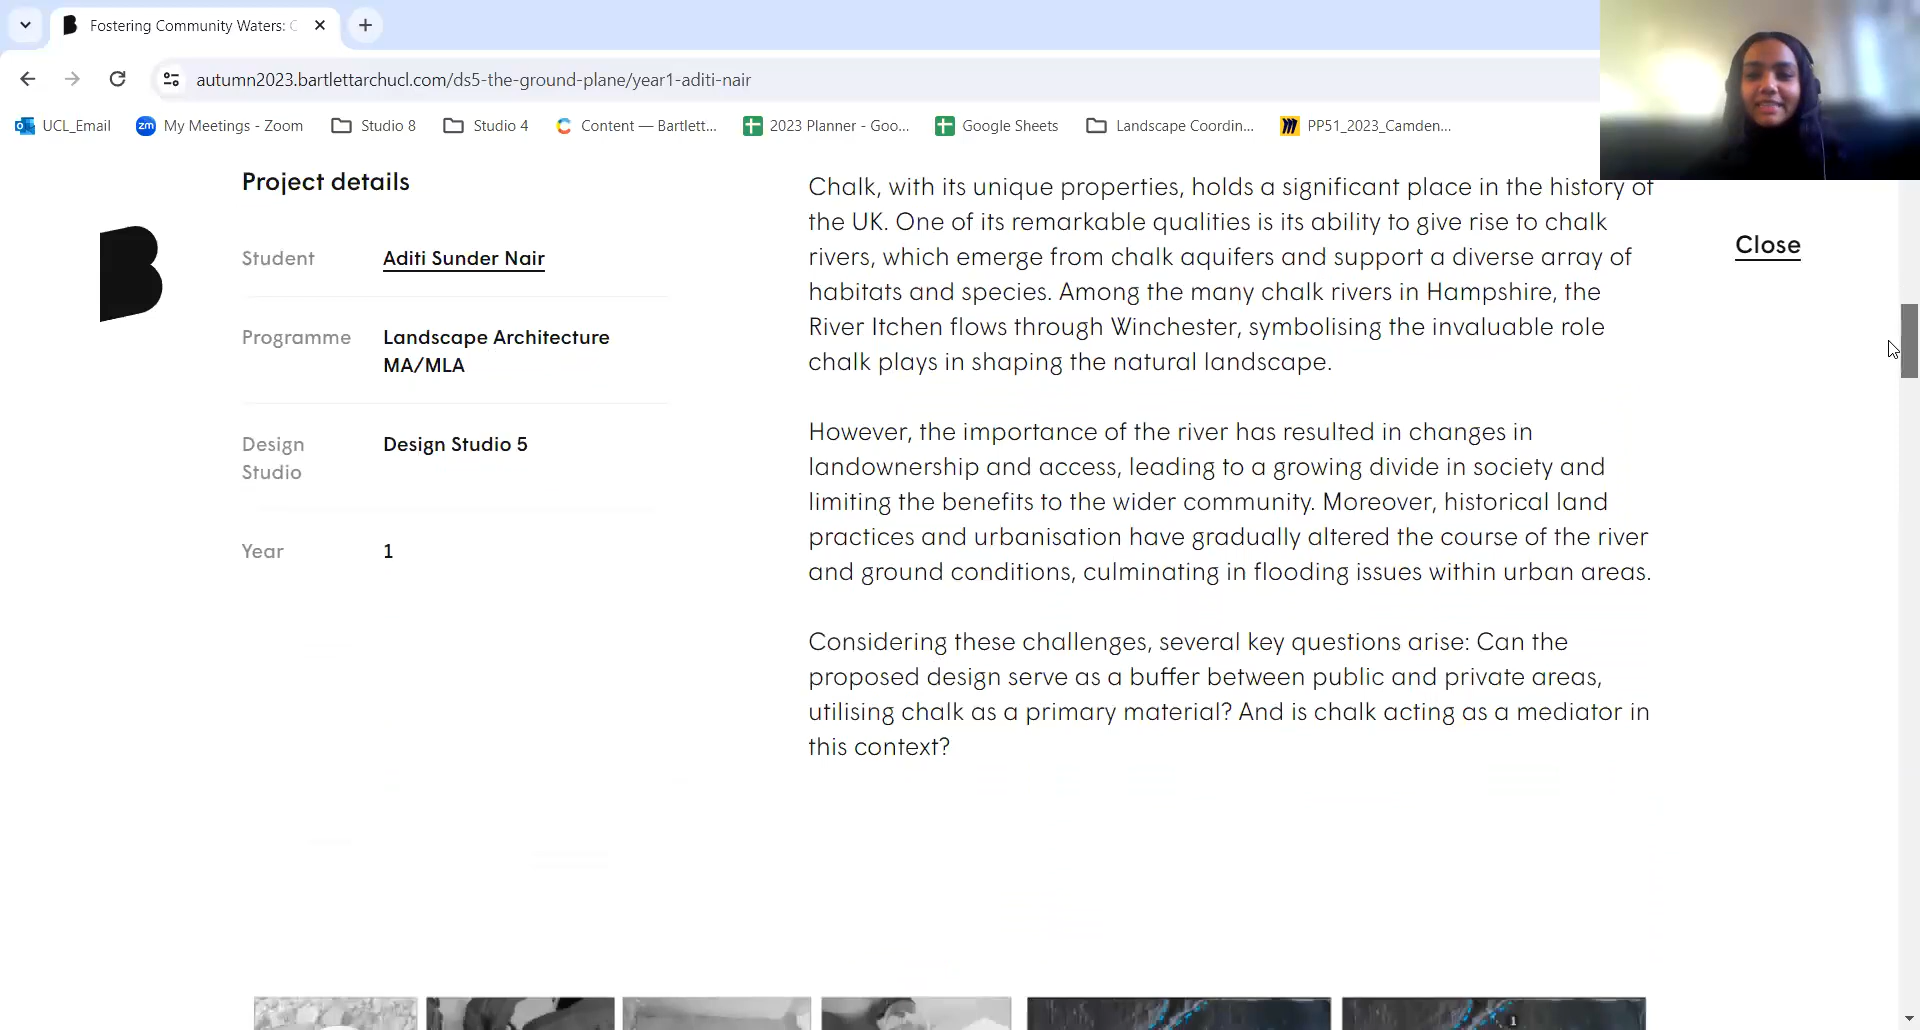 Fostering Community Waters: C
autumn2023.bartlettarchucl.com/ds5-the-ground-plane/year1-aditi-nair
UCL_Email
zm My Meetings - Zoom
Studio 8
Studio 4
Content — Bartlett...
2023 Planner - Goo...
Google Sheets
Landscape Coordin...
PP51_2023_Camden...
Project details
Student Aditi Sunder Nair
Programme Landscape Architecture
MA/MLA
Design
Studio
Design Studio 5
Year 1
Chalk, with its unique properties, holds a significant place in the history of
the UK. One of its remarkable qualities is its ability to give rise to chalk
rivers, which emerge from chalk aquifers and support a diverse array of
habitats and species. Among the many chalk rivers in Hampshire, the
River Itchen flows through Winchester, symbolising the invaluable role
chalk plays in shaping the natural landscape.
However, the importance of the river has resulted in changes in
landownership and access, leading to a growing divide in society and
limiting the benefits to the wider community. Moreover, historical land
practices and urbanisation have gradually altered the course of the river
and ground conditions, culminating in flooding issues within urban areas.
Considering these challenges, several key questions arise: Can the
proposed design serve as a buffer between public and private areas,
utilising chalk as a primary material? And is chalk acting as a mediator in
this context?
Close
1